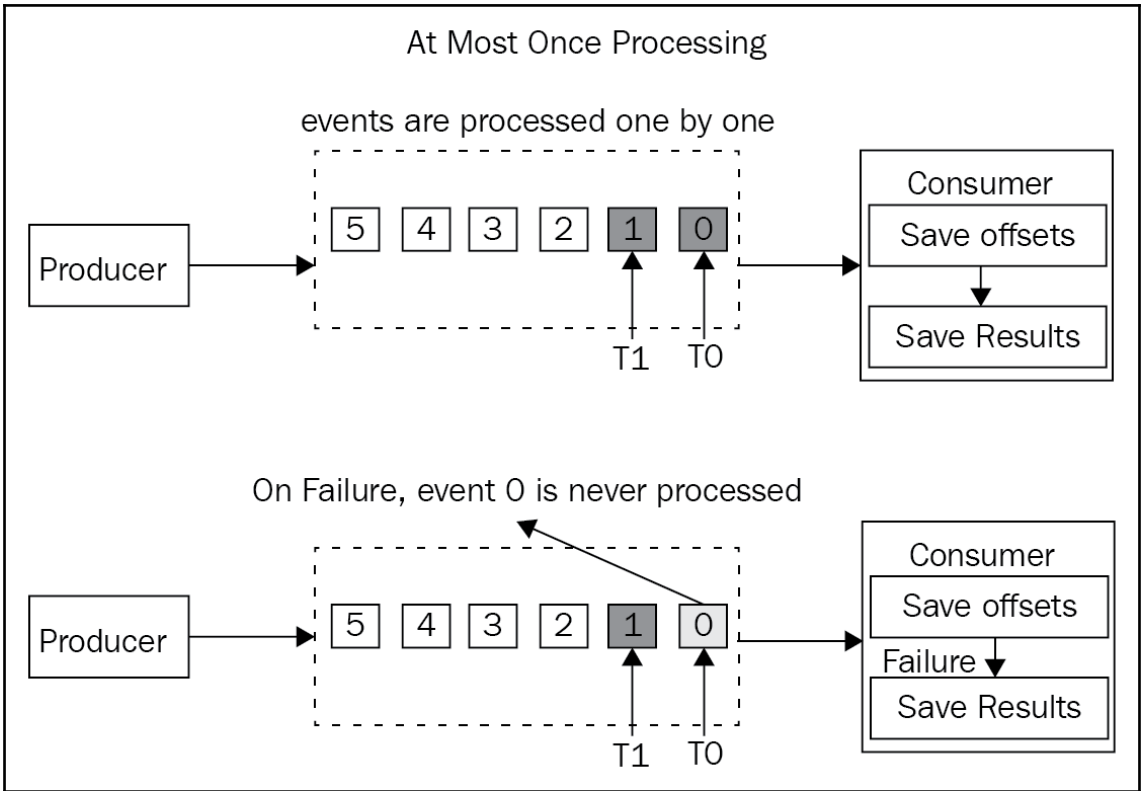 At Most Once Processing
events are processed one by one
Producer
5 4 3 2 1 0
T1 T0
Consumer
Save offsets
Save Results
On Failure, event 0 is never processed
Producer
5 4 3 2 1 0
T1 T0
Consumer
Save offsets
Failure
Save Results